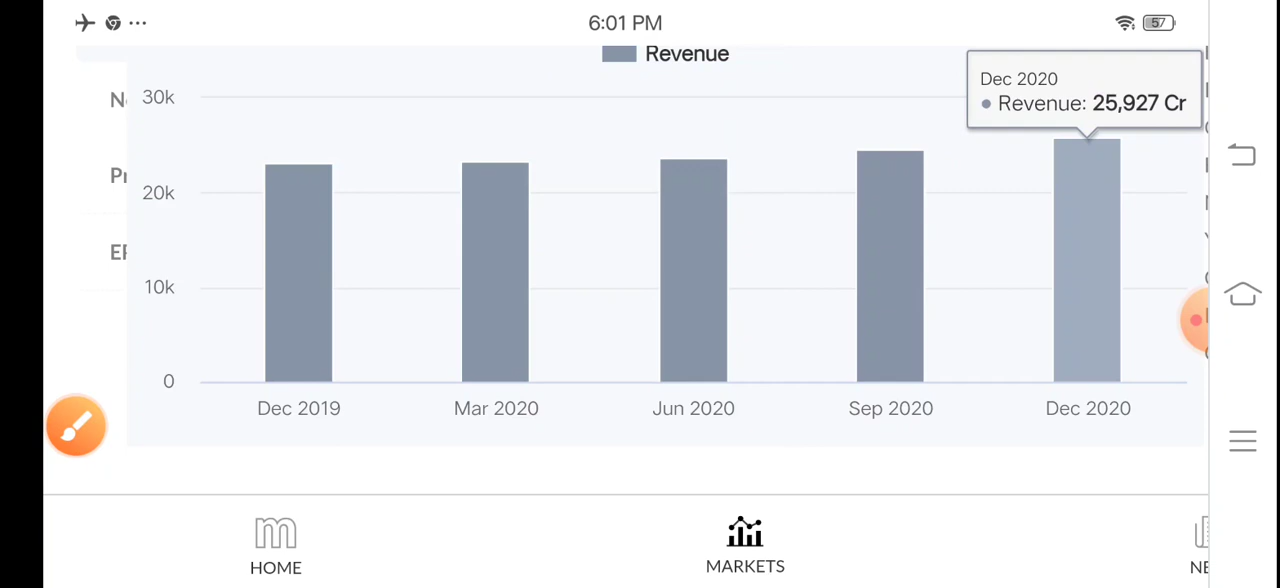 6:01 PM
57
Revenue
Dec 2020
Revenue: 25,927 Cr
30k
20k
10k
0
Dec 2019 Mar 2020 Jun 2020 Sep 2020 Dec 2020
HOME MARKETS